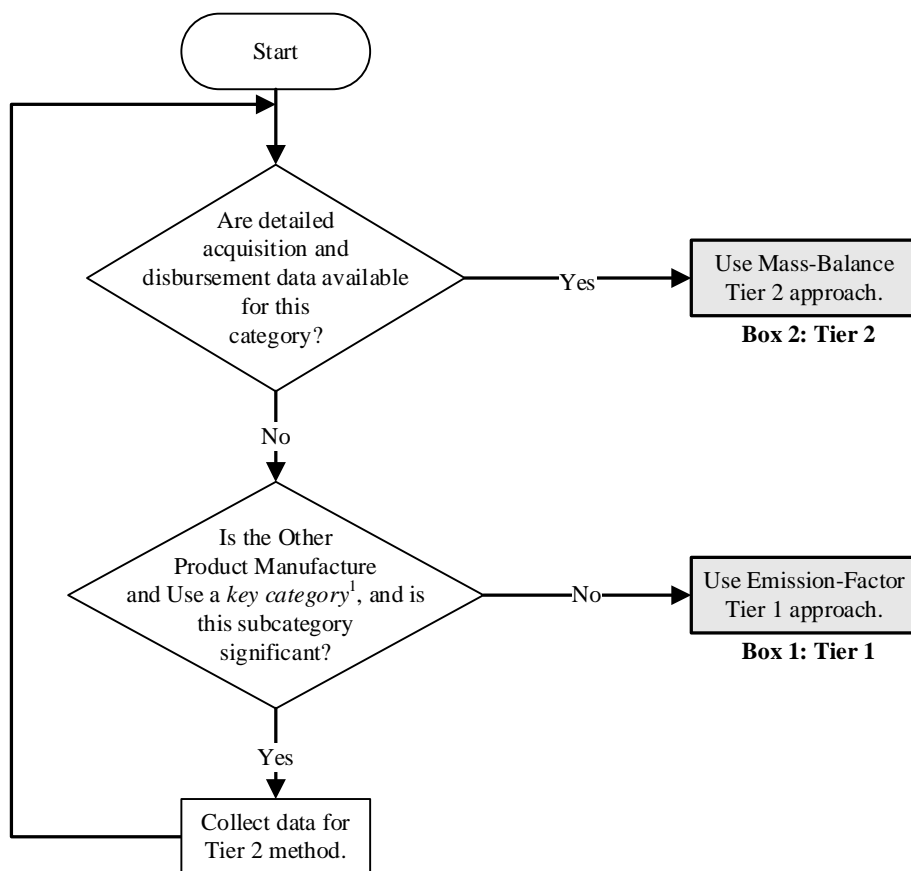 Start
Are detailed
acquisition and
disbursement data available
for this
category?
Yes
Use Mass-Balance
Tier 2 approach.
Box 2: Tier 2
No
Is the Other
Product Manufacture
and Use a key category¹, and is
this subcategory
significant?
No
Use Emission-Factor
Tier 1 approach.
Box 1: Tier 1
Yes
Collect data for
Tier 2 method.